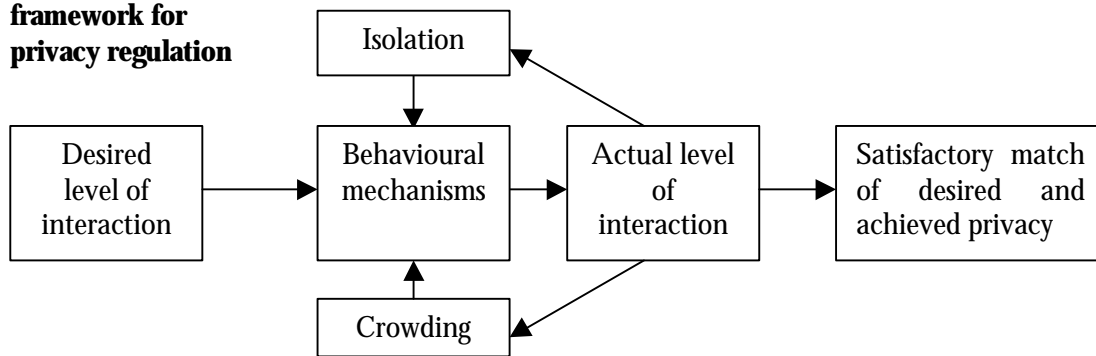 framework for
privacy regulation
Isolation
Desired
level of
interaction
Behavioural
mechanisms
Actual level
of
interaction
Satisfactory match
of desired and
achieved privacy
Crowding